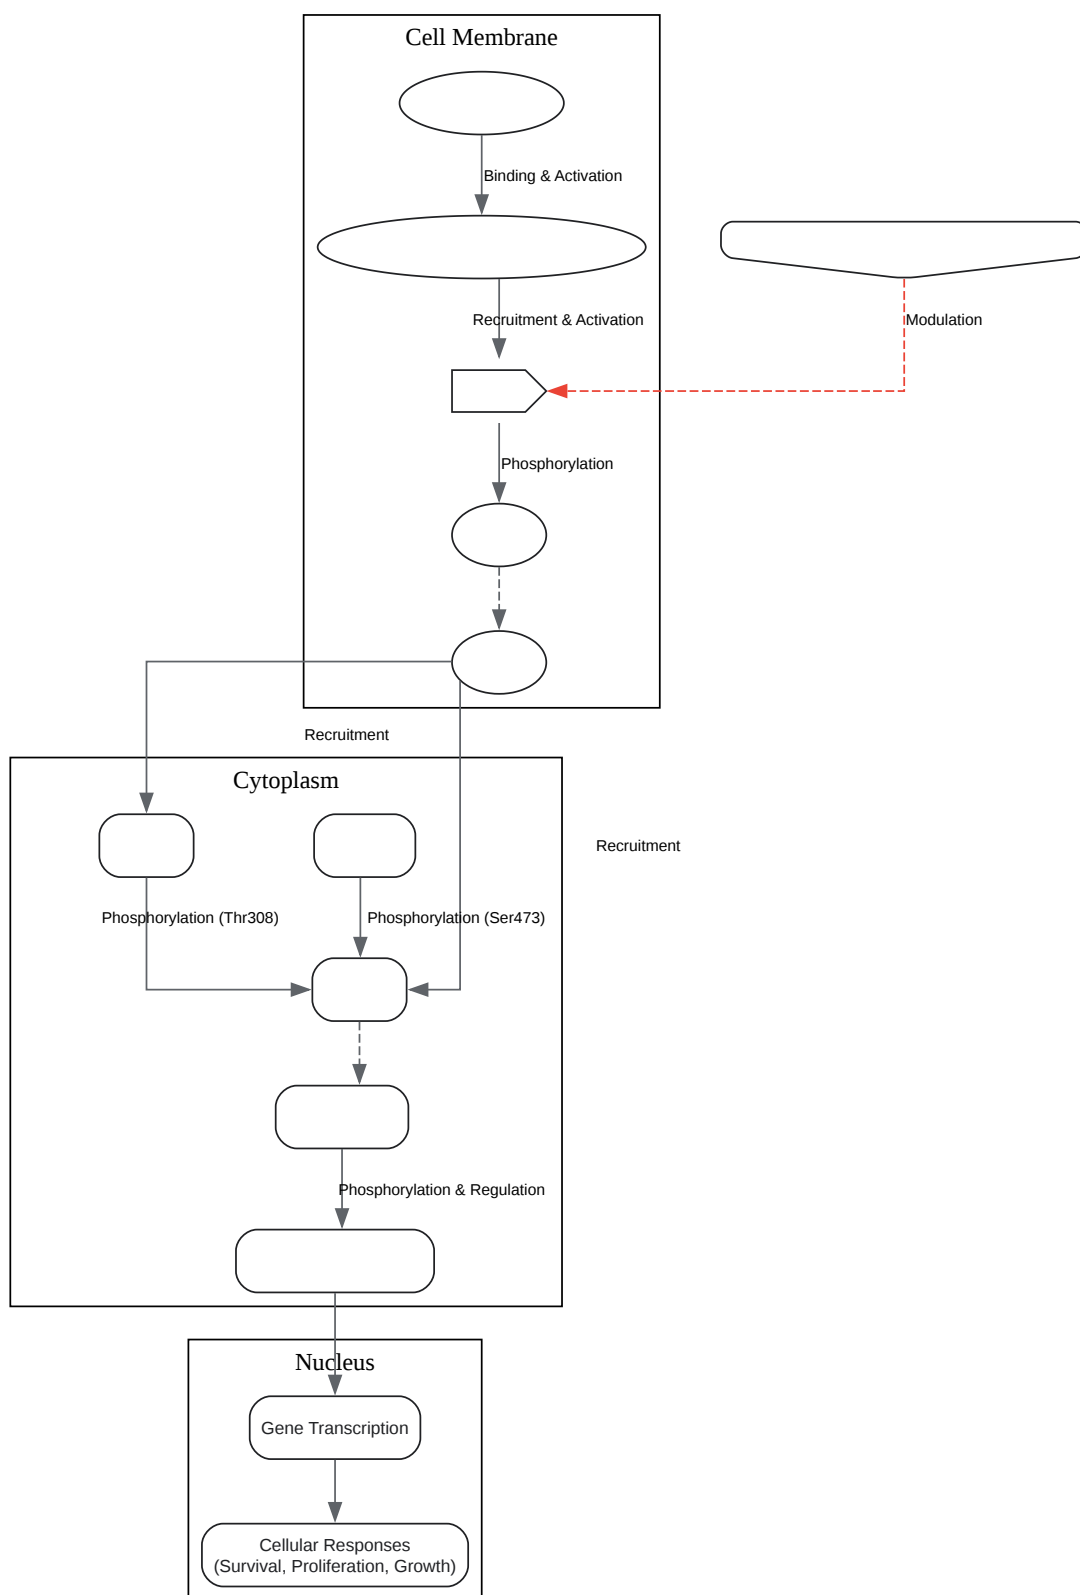 Cell Membrane
Binding & Activation
Recruitment & Activation
Modulation
Phosphorylation
Recruitment
Cytoplasm
Recruitment
Phosphorylation (Thr308)
Phosphorylation (Ser473)
Phosphorylation & Regulation
Nucleus
Gene Transcription
Cellular Responses
(Survival, Proliferation, Growth)